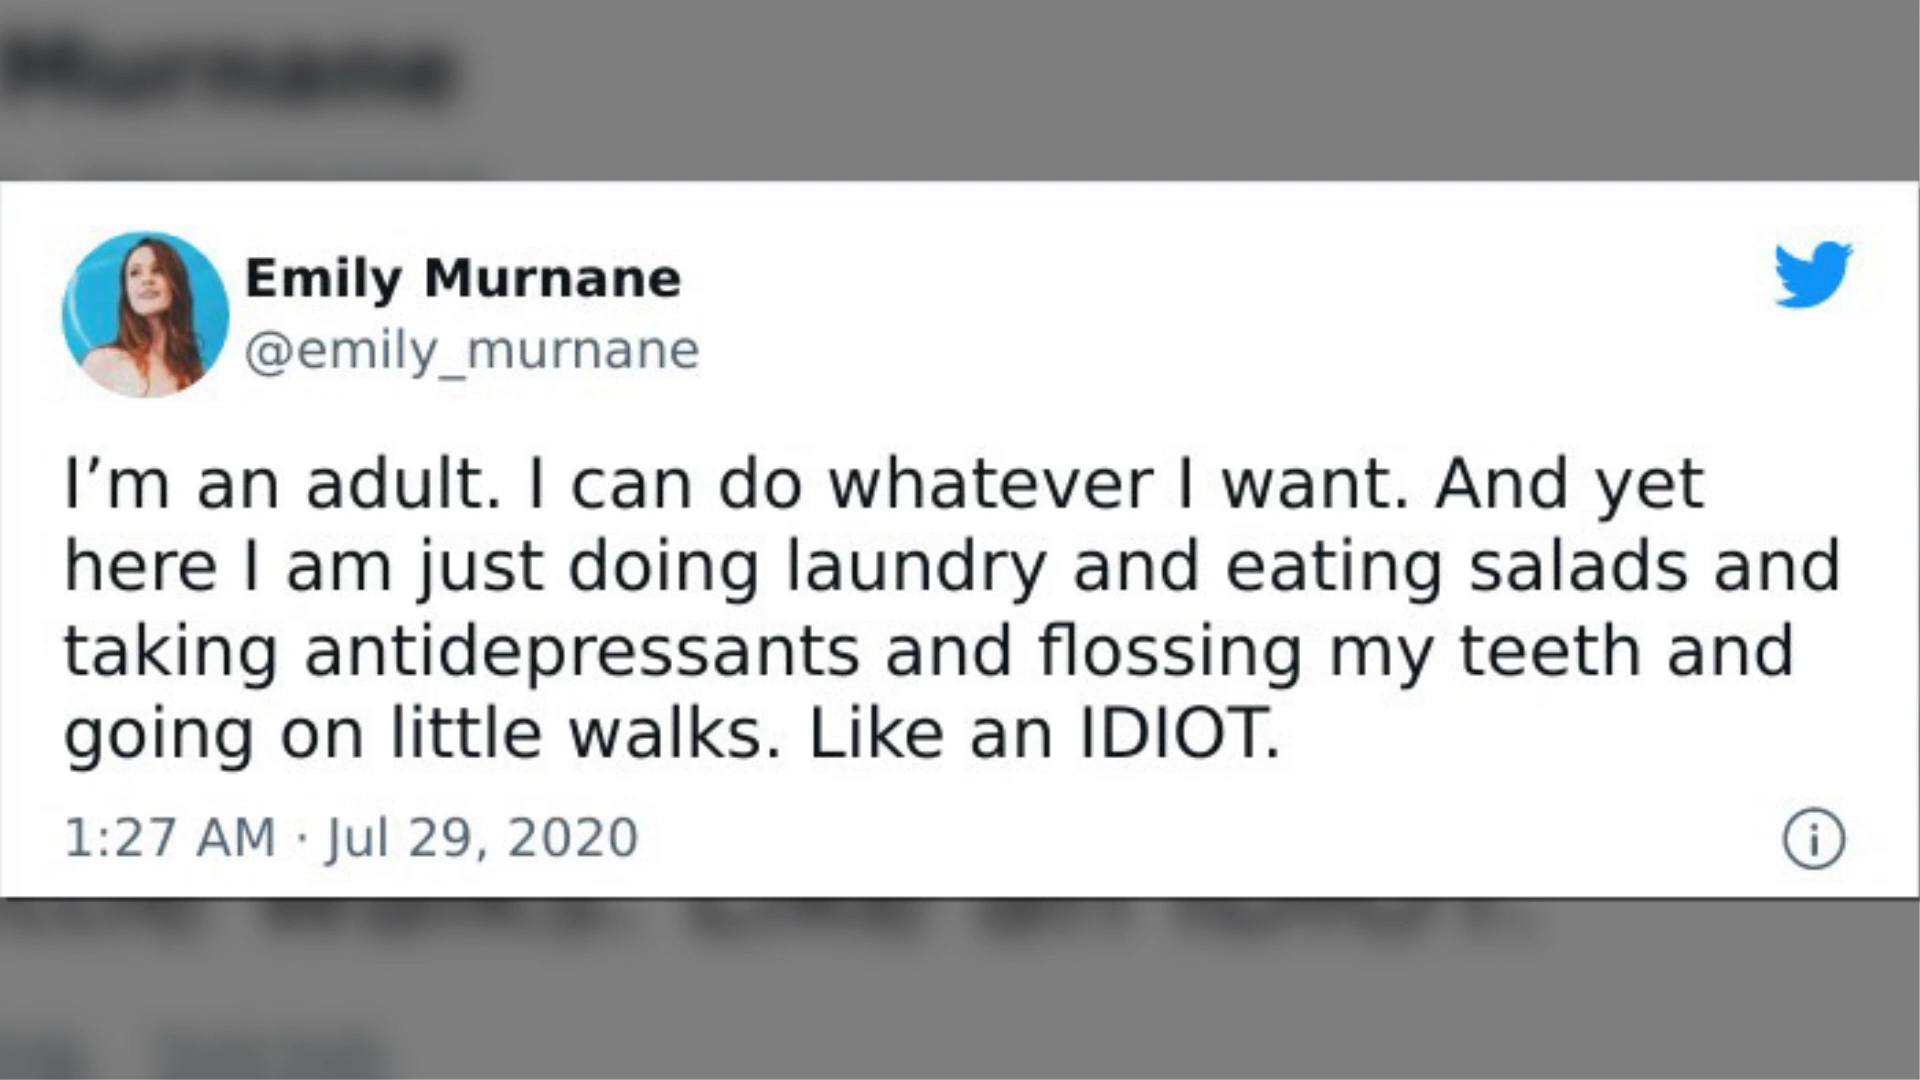 Murnane
Emily Murnane
@emily_murnane
I’m an adult. I can do whatever I want. And yet
here I am just doing laundry and eating salads and
taking antidepressants and flossing my teeth and
going on little walks. Like an IDIOT.
1:27 AM · Jul 29, 2020